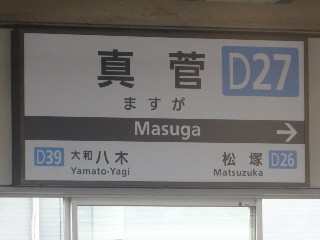 真菅 D27
ますが
Masuga →
D39 大和八木 松塚 D26
Yamato-Yagi Matsuzuka